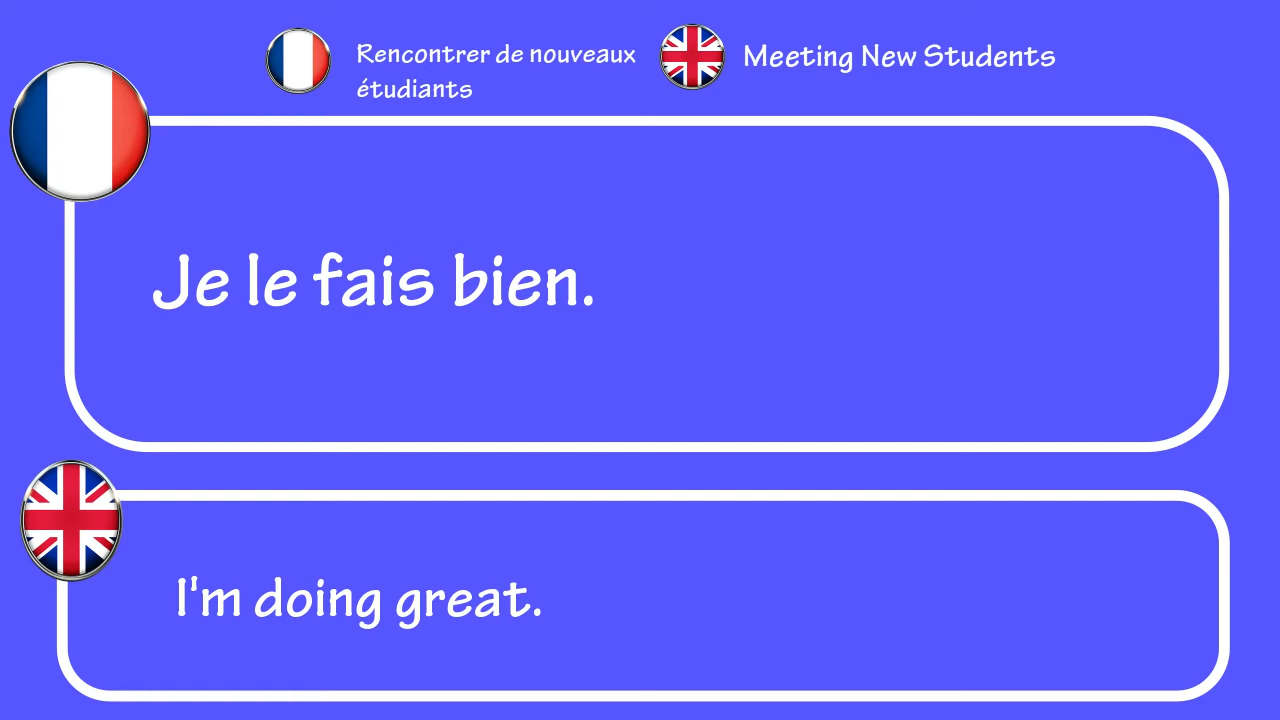 Rencontrer de nouveaux
étudiants
Meeting New Students
Je le fais bien.
I'm doing great.